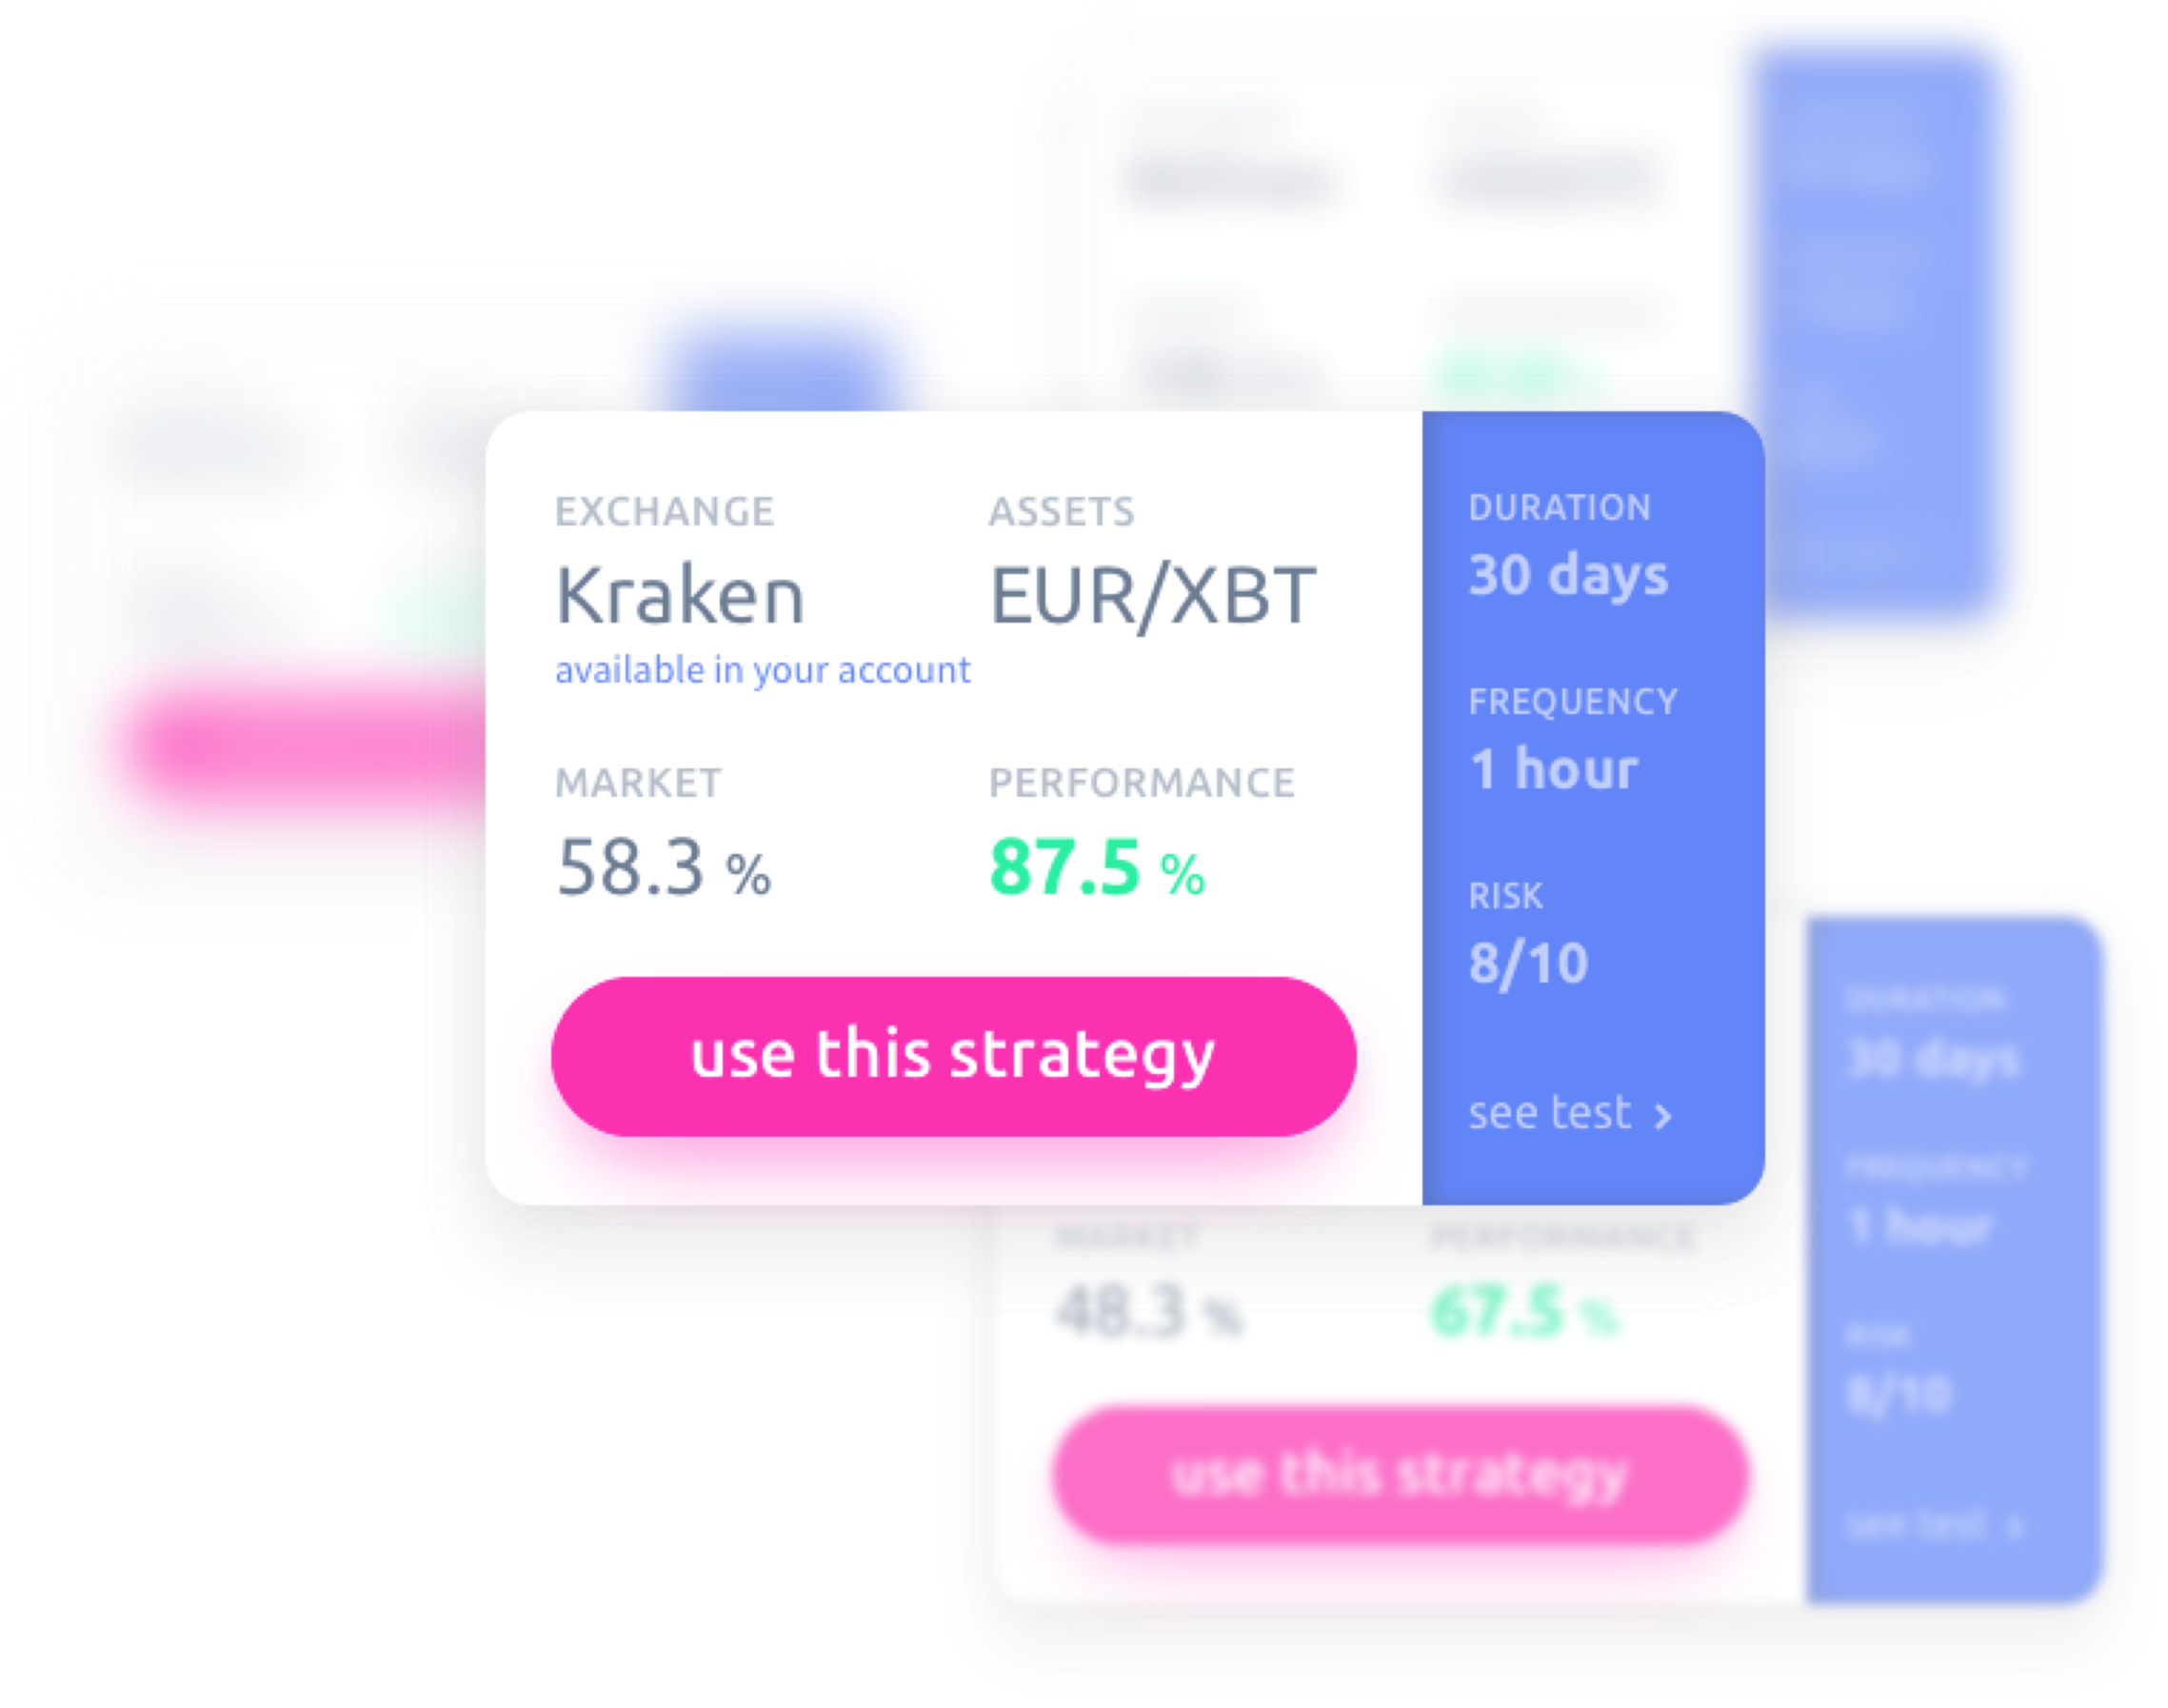 EXCHANGE
Kraken
available in your account
ASSETS
EUR/XBT
MARKET
58.3 %
PERFORMANCE
87.5 %
use this strategy
DURATION
30 days
FREQUENCY
1 hour
RISK
8/10
see test ›
MARKET
48.3 %
PERFORMANCE
67.5 %
use this strategy
DURATION
30 days
FREQUENCY
1 hour
RISK
8/10
see test ›